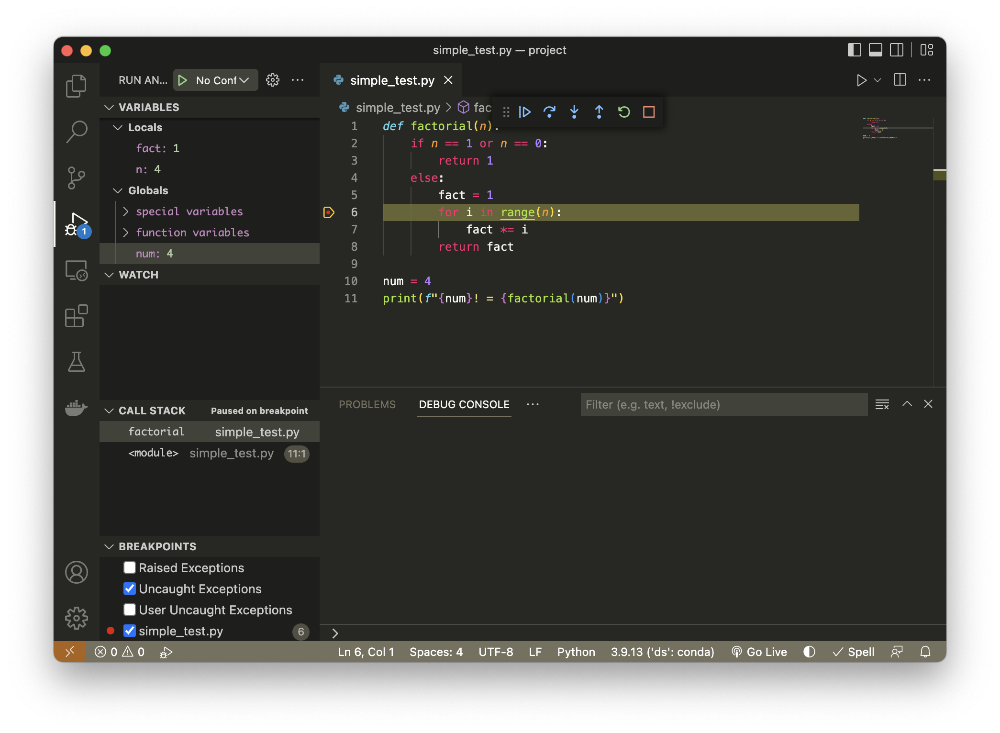 simple_test.py — project
RUN AN...
No Conf
VARIABLES
Locals
fact: 1
n: 4
Globals
special variables
function variables
num: 4
WATCH
CALL STACK Paused on breakpoint
factorial simple_test.py
<module> simple_test.py 11:1
BREAKPOINTS
Raised Exceptions
Uncaught Exceptions
User Uncaught Exceptions
simple_test.py 6
1
simple_test.py
simple_test.py > fac
1 def factorial(n):
2 if n == 1 or n == 0:
3 return 1
4 else:
5 fact = 1
6 for i in range(n):
7 fact *= i
8 return fact
9
10 num = 4
11 print(f"{num}! = {factorial(num)}")
PROBLEMS DEBUG CONSOLE
Filter (e.g. text, !exclude)
0 0
Ln 6, Col 1 Spaces: 4 UTF-8 LF Python 3.9.13 ('ds': conda) Go Live Spell